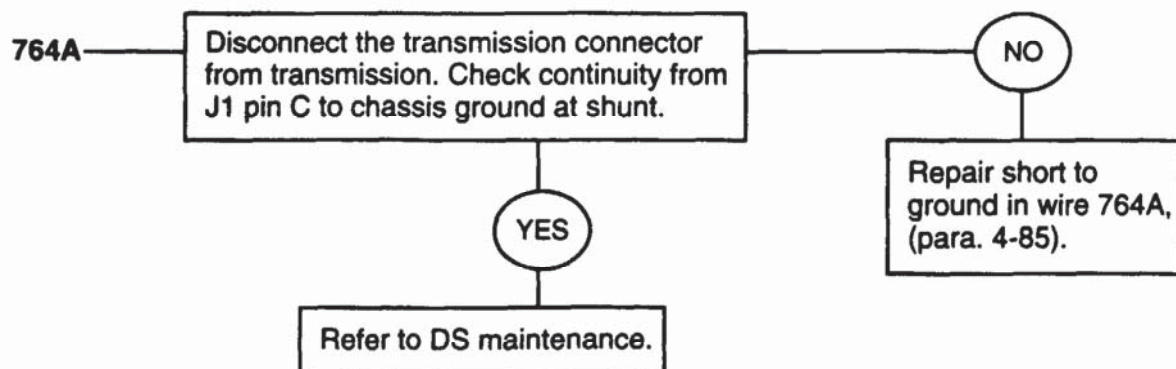 764A
Disconnect the transmission connector
from transmission. Check continuity from
J1 pin C to chassis ground at shunt.
NO
Repair short to
ground in wire 764A,
(para. 4-85).
YES
Refer to DS maintenance.